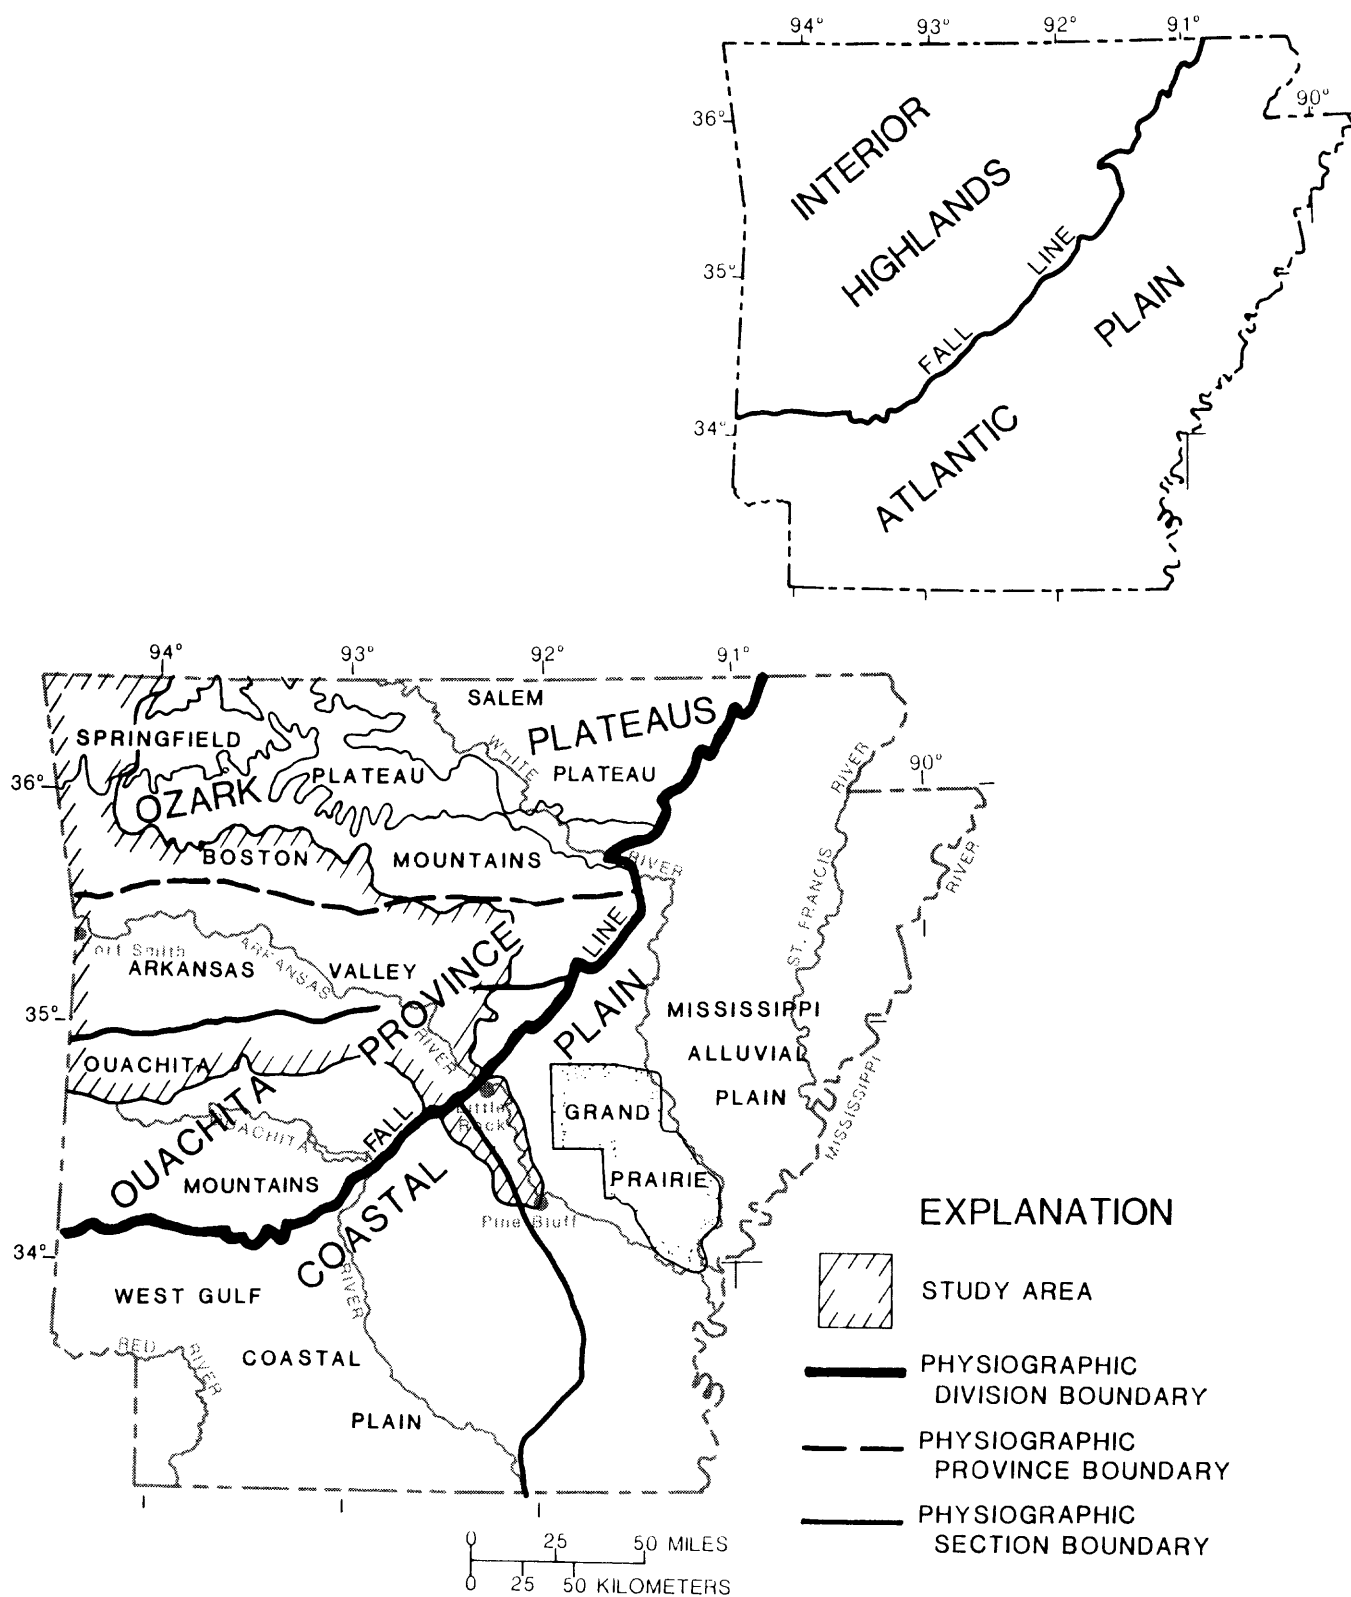 94° 93° 92° 91°
36°
90°
INTERIOR
HIGHLANDS
35°
FALL LINE
PLAIN
34°
ATLANTIC
94° 93° 92° 91°
SALEM
PLATEAUS
SPRINGFIELD
WHITE
PLATEAU
PLATEAU
RIVER
90°
36°
OZARK
BOSTON
MOUNTAINS
RIVER
RIVER
ST. FRANCIS
PROVINCE
LINE
Fort Smith
ARKANSAS
ARKANSAS
VALLEY
PLAIN
MISSISSIPPI
35°
RIVER
ALLUVIAL
OUACHITA
PLAIN
MISSISSIPPI
OUACHITA
GRAND
Little
Rock
FALL
OUACHITA
PRAIRIE
MOUNTAINS
COASTAL
Pine Bluff
34°
RIVER
WEST GULF
RED
RIVER
COASTAL
PLAIN
EXPLANATION
STUDY AREA
PHYSIOGRAPHIC
DIVISION BOUNDARY
PHYSIOGRAPHIC
PROVINCE BOUNDARY
PHYSIOGRAPHIC
SECTION BOUNDARY
0 25 50 MILES
0 25 50 KILOMETERS